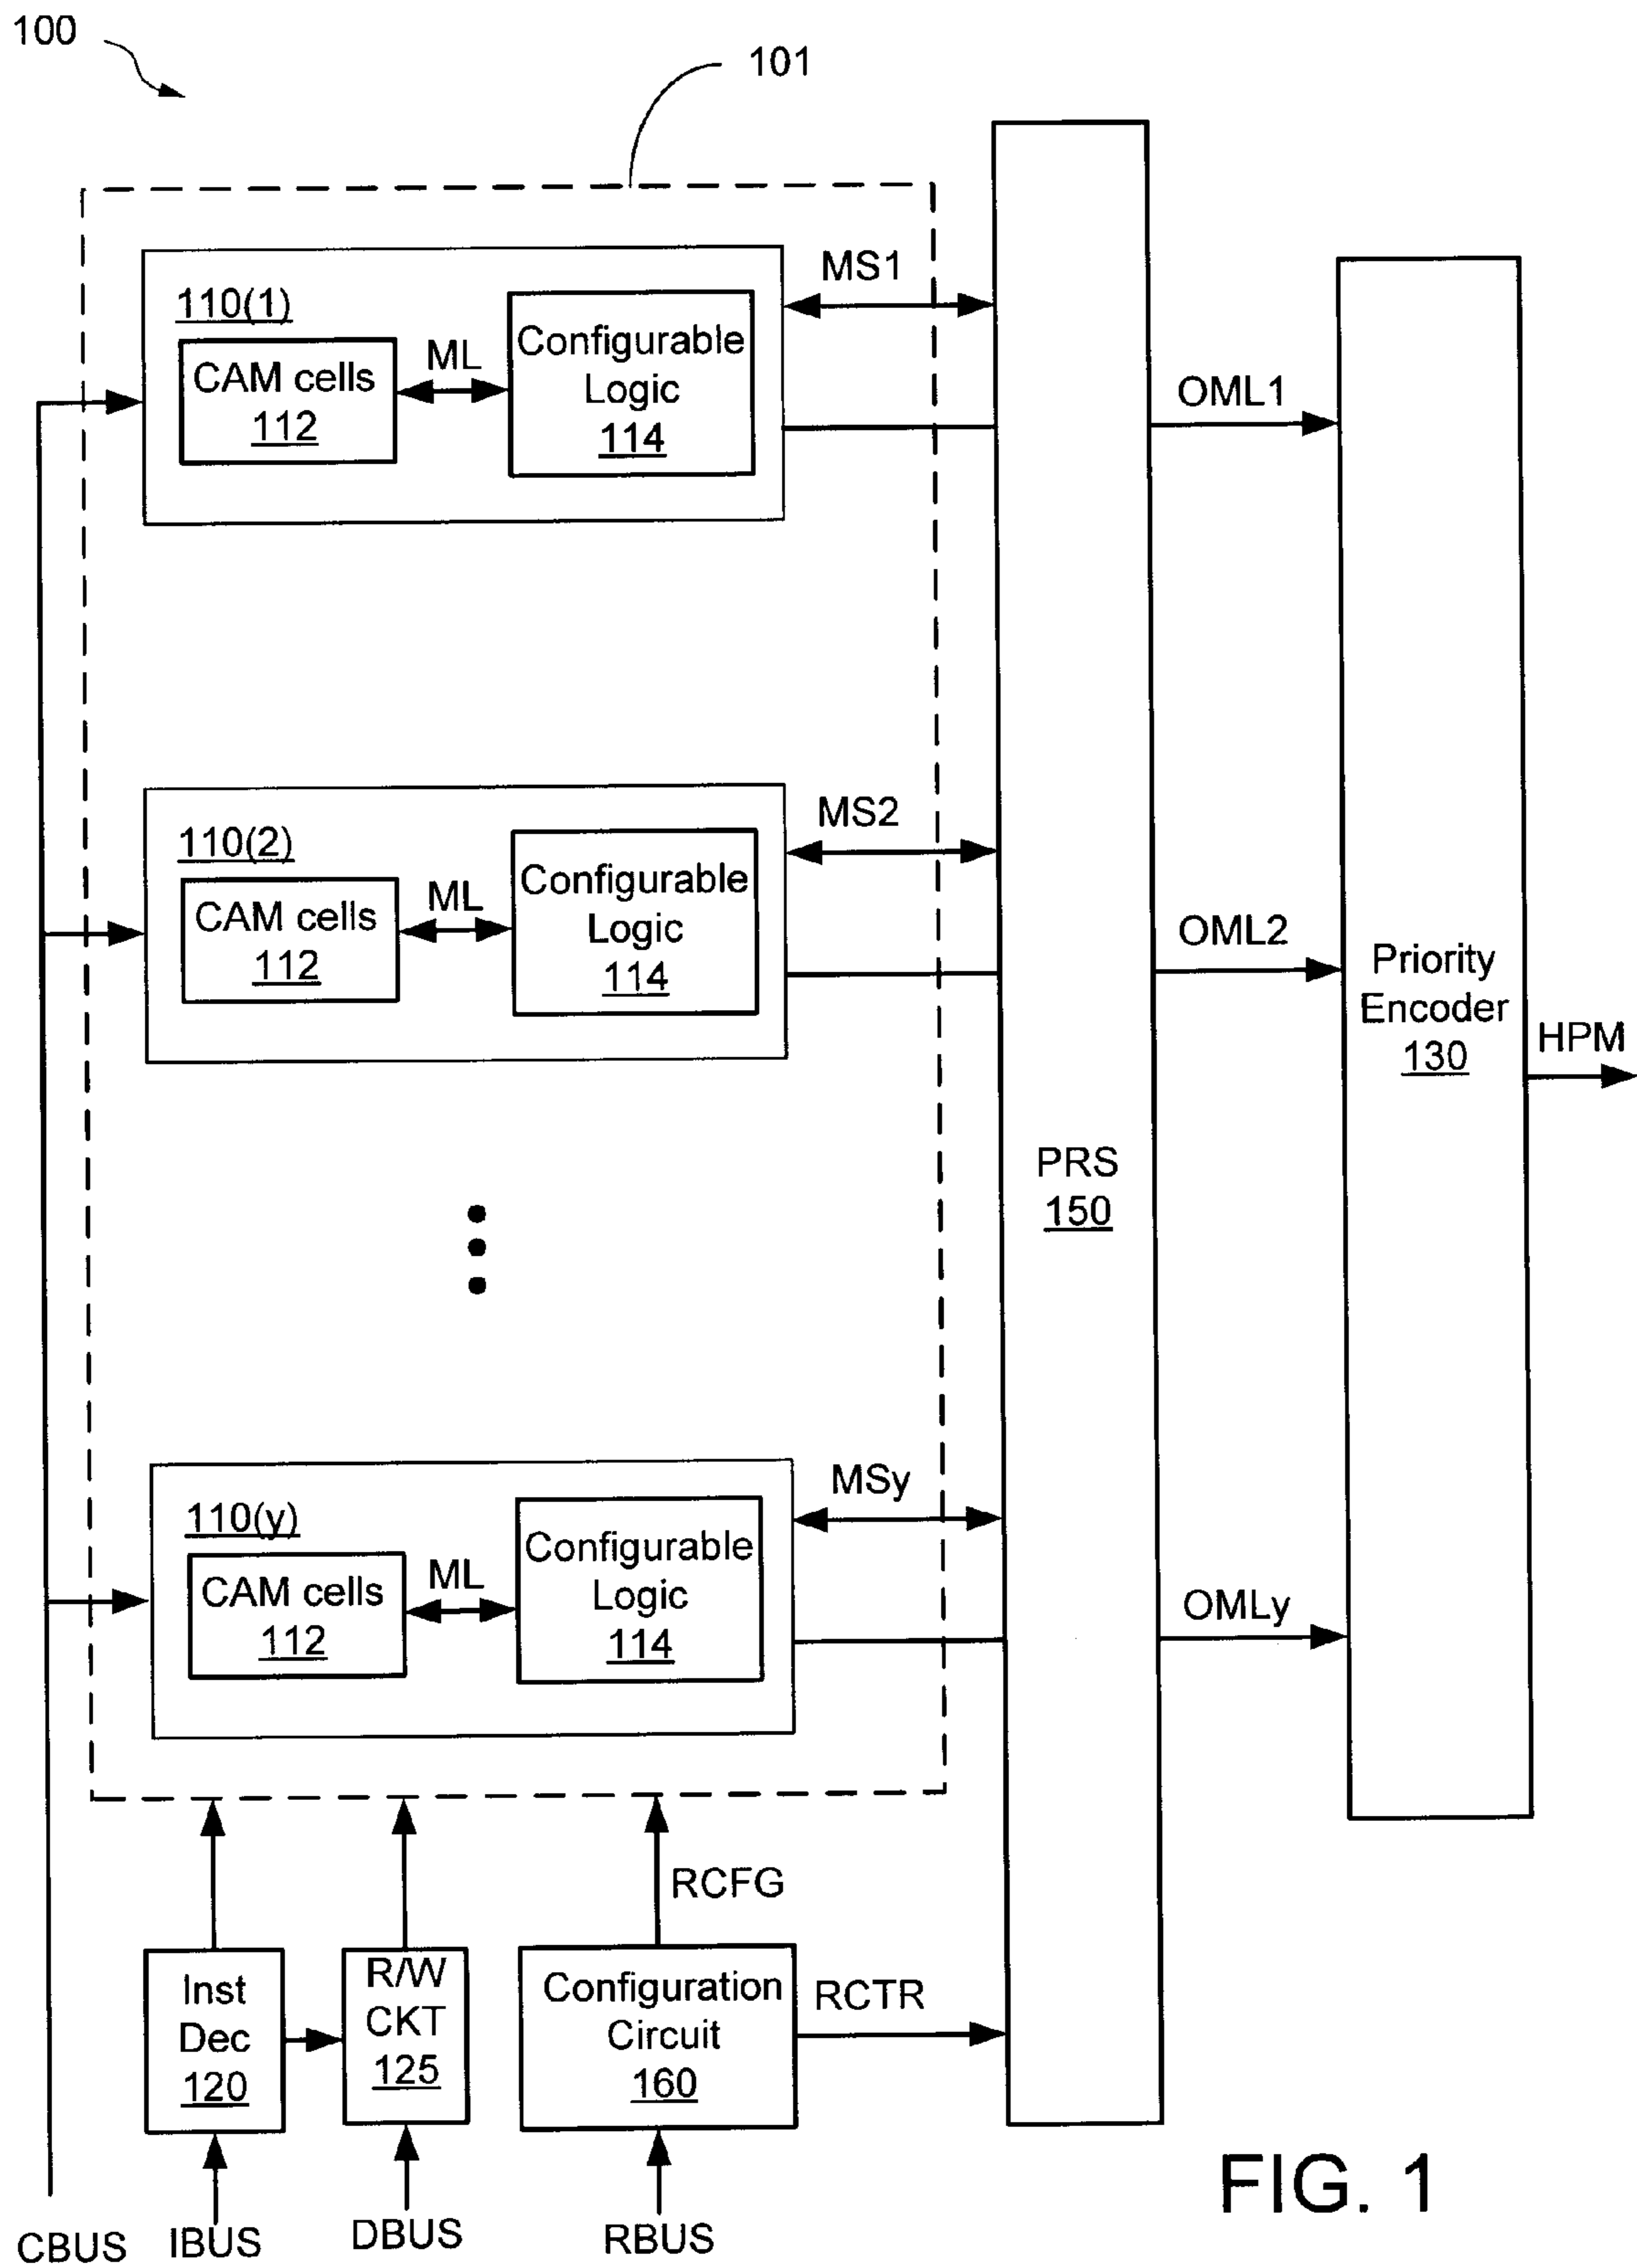 100
101
110(1)
CAM cells
112
ML
Configurable
Logic
114
MS1
OML1
110(2)
CAM cells
112
ML
Configurable
Logic
114
MS2
OML2
Priority
Encoder
130
HPM
PRS
150
110(y)
CAM cells
112
ML
Configurable
Logic
114
MSy
OMLy
RCFG
Inst
Dec
120
R/W
CKT
125
Configuration
Circuit
160
RCTR
CBUS
IBUS
DBUS
RBUS
FIG. 1